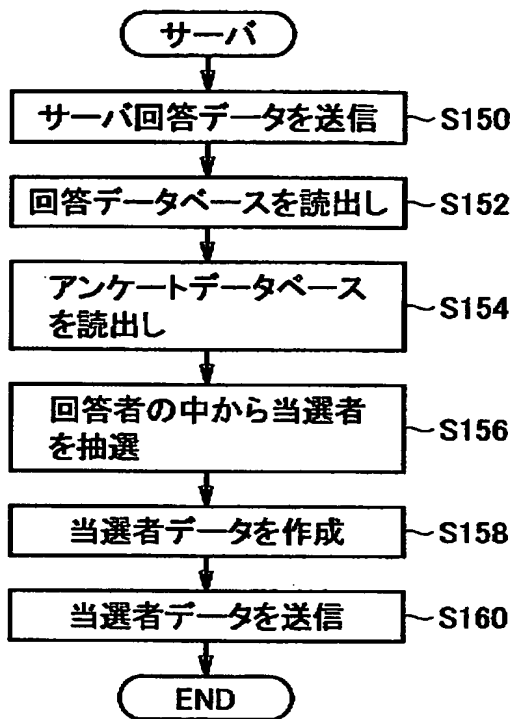 サーバ
サーバ回答データを送信
S150
回答データベースを読出し
S152
アンケートデータベース
を読出し
S154
回答者の中から当選者
を抽選
S156
当選者データを作成
S158
当選者データを送信
S160
END